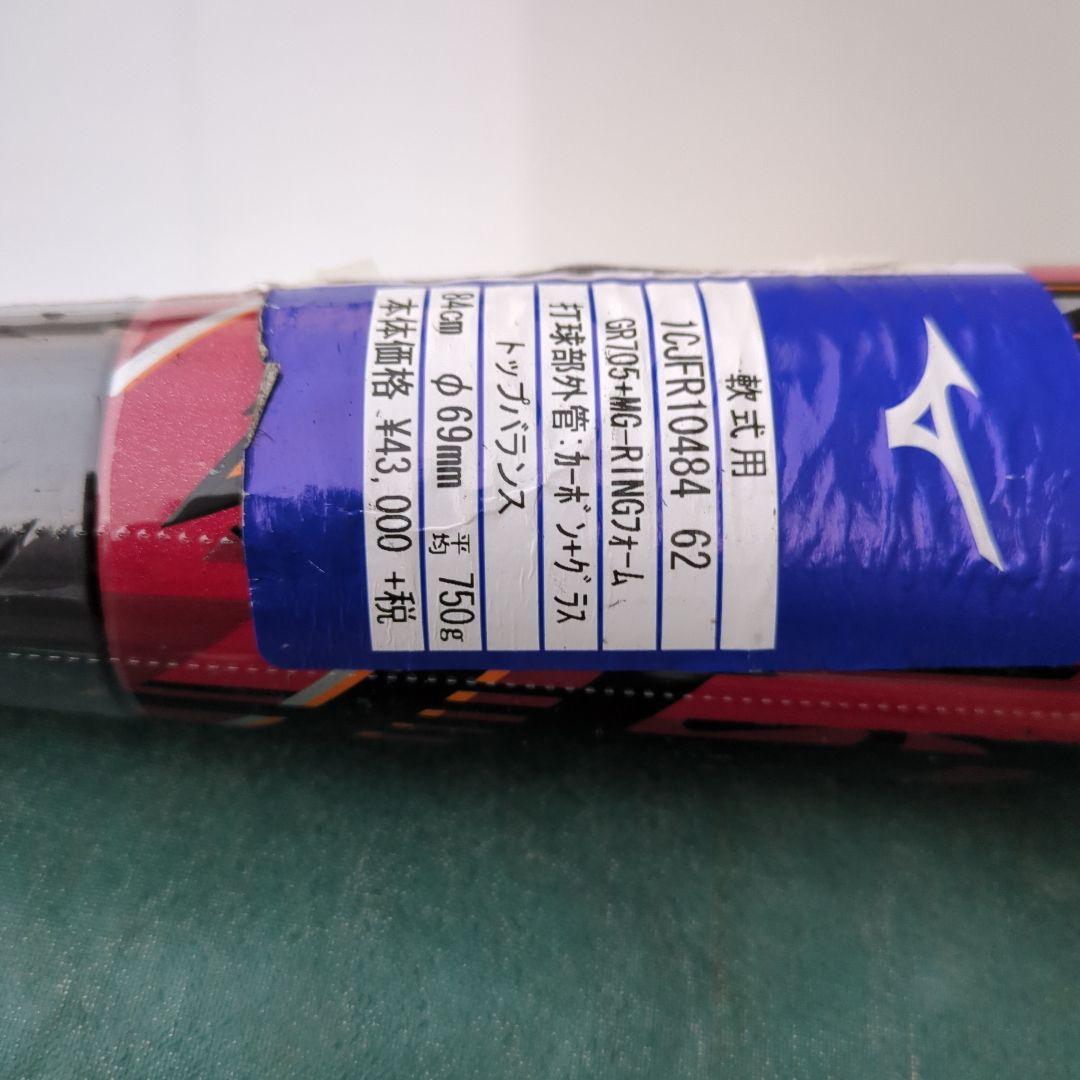 軟式用
1CJFR10484 62
GR705+MG-RINGフォーム
打球部外管:カーボン+グラス
トップバランス
84cm φ69mm 平均 750g
本体価格 ¥43,000 +税